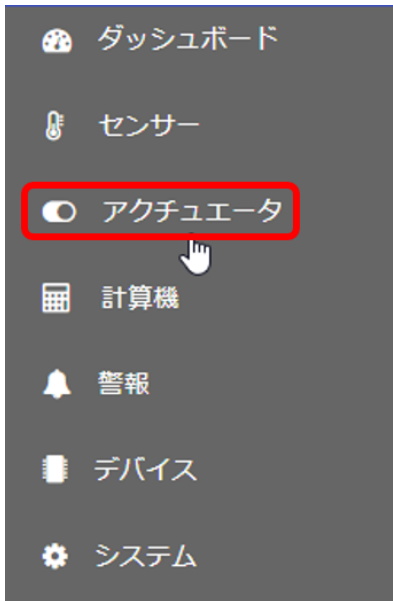 ダッシュボード
センサー
アクチュエータ
計算機
警報
デバイス
システム